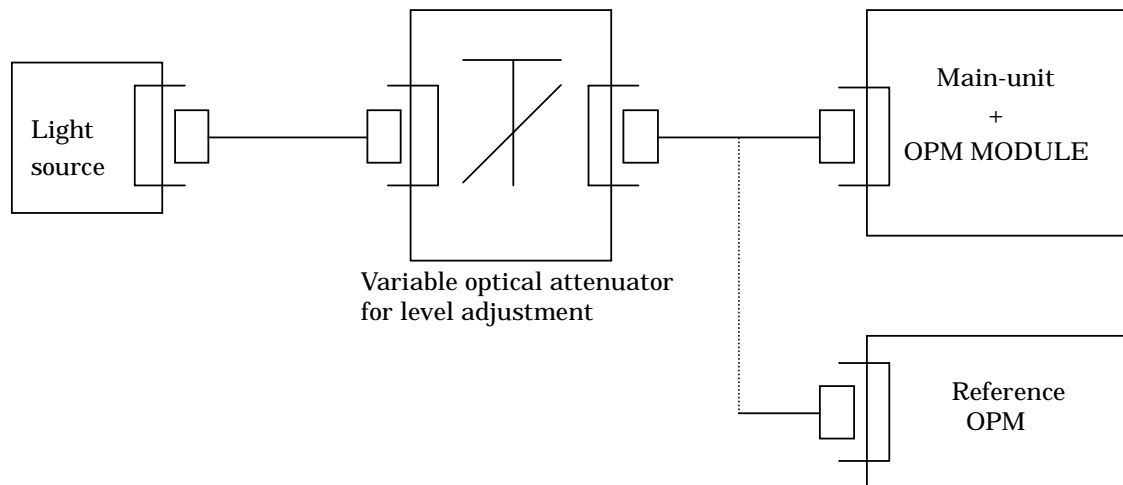 Light
source
Variable optical attenuator
for level adjustment
Main-unit
+
OPM MODULE
Reference
OPM